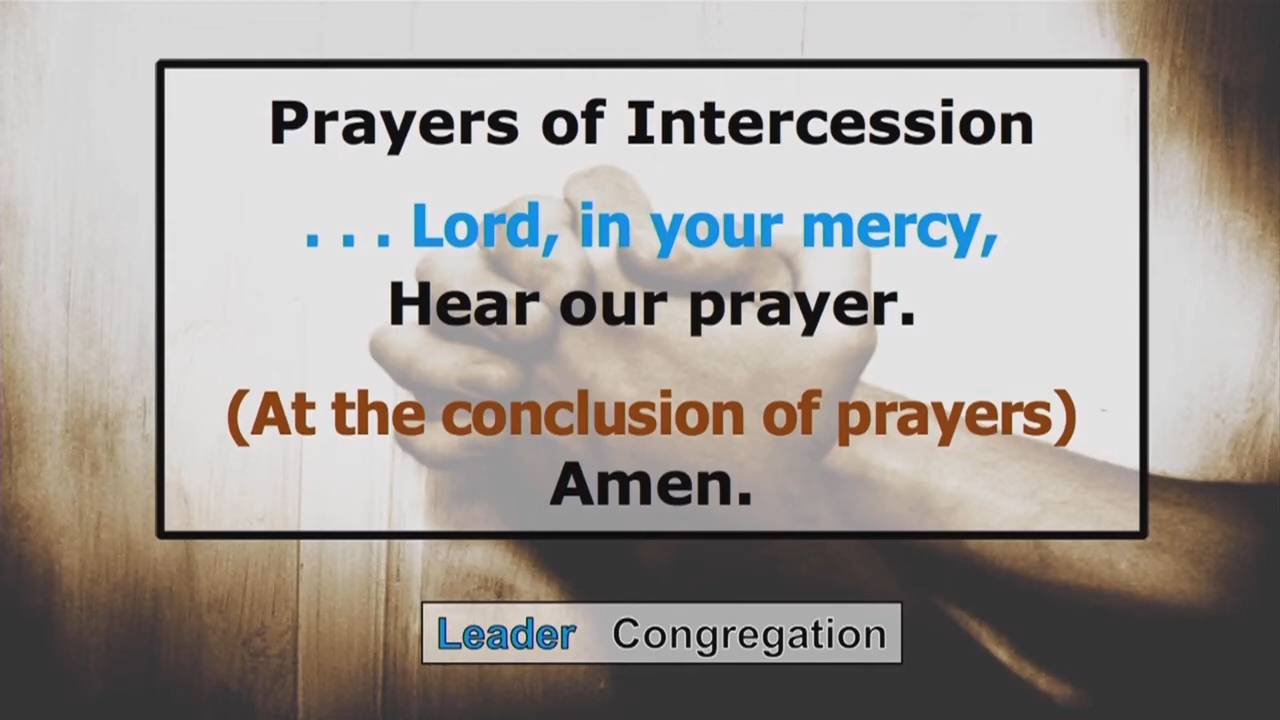 Prayers of Intercession
. . . Lord, in your mercy,
Hear our prayer.
(At the conclusion of prayers)
Amen.
Leader Congregation